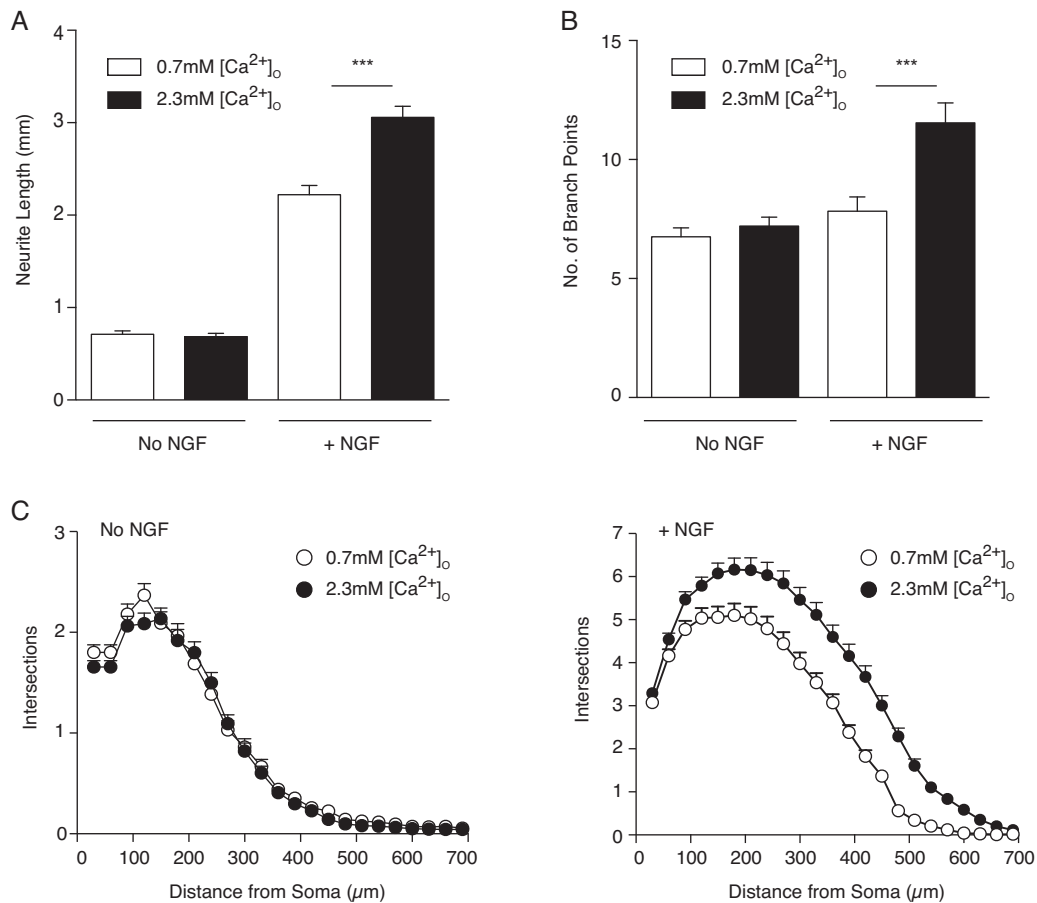 A
4
3
2
1
0
Neurite Length (mm)
0.7mM [Ca2+]o
2.3mM [Ca2+]o
***
No NGF
+ NGF
B
15
10
5
0
No. of Branch Points
0.7mM [Ca2+]o
2.3mM [Ca2+]o
***
No NGF
+ NGF
C
No NGF
3
2
1
0
Intersections
0.7mM [Ca2+]o
2.3mM [Ca2+]o
0 100 200 300 400 500 600 700
Distance from Soma (µm)
+ NGF
7
6
5
4
3
2
1
0
Intersections
0.7mM [Ca2+]o
2.3mM [Ca2+]o
0 100 200 300 400 500 600 700
Distance from Soma (µm)